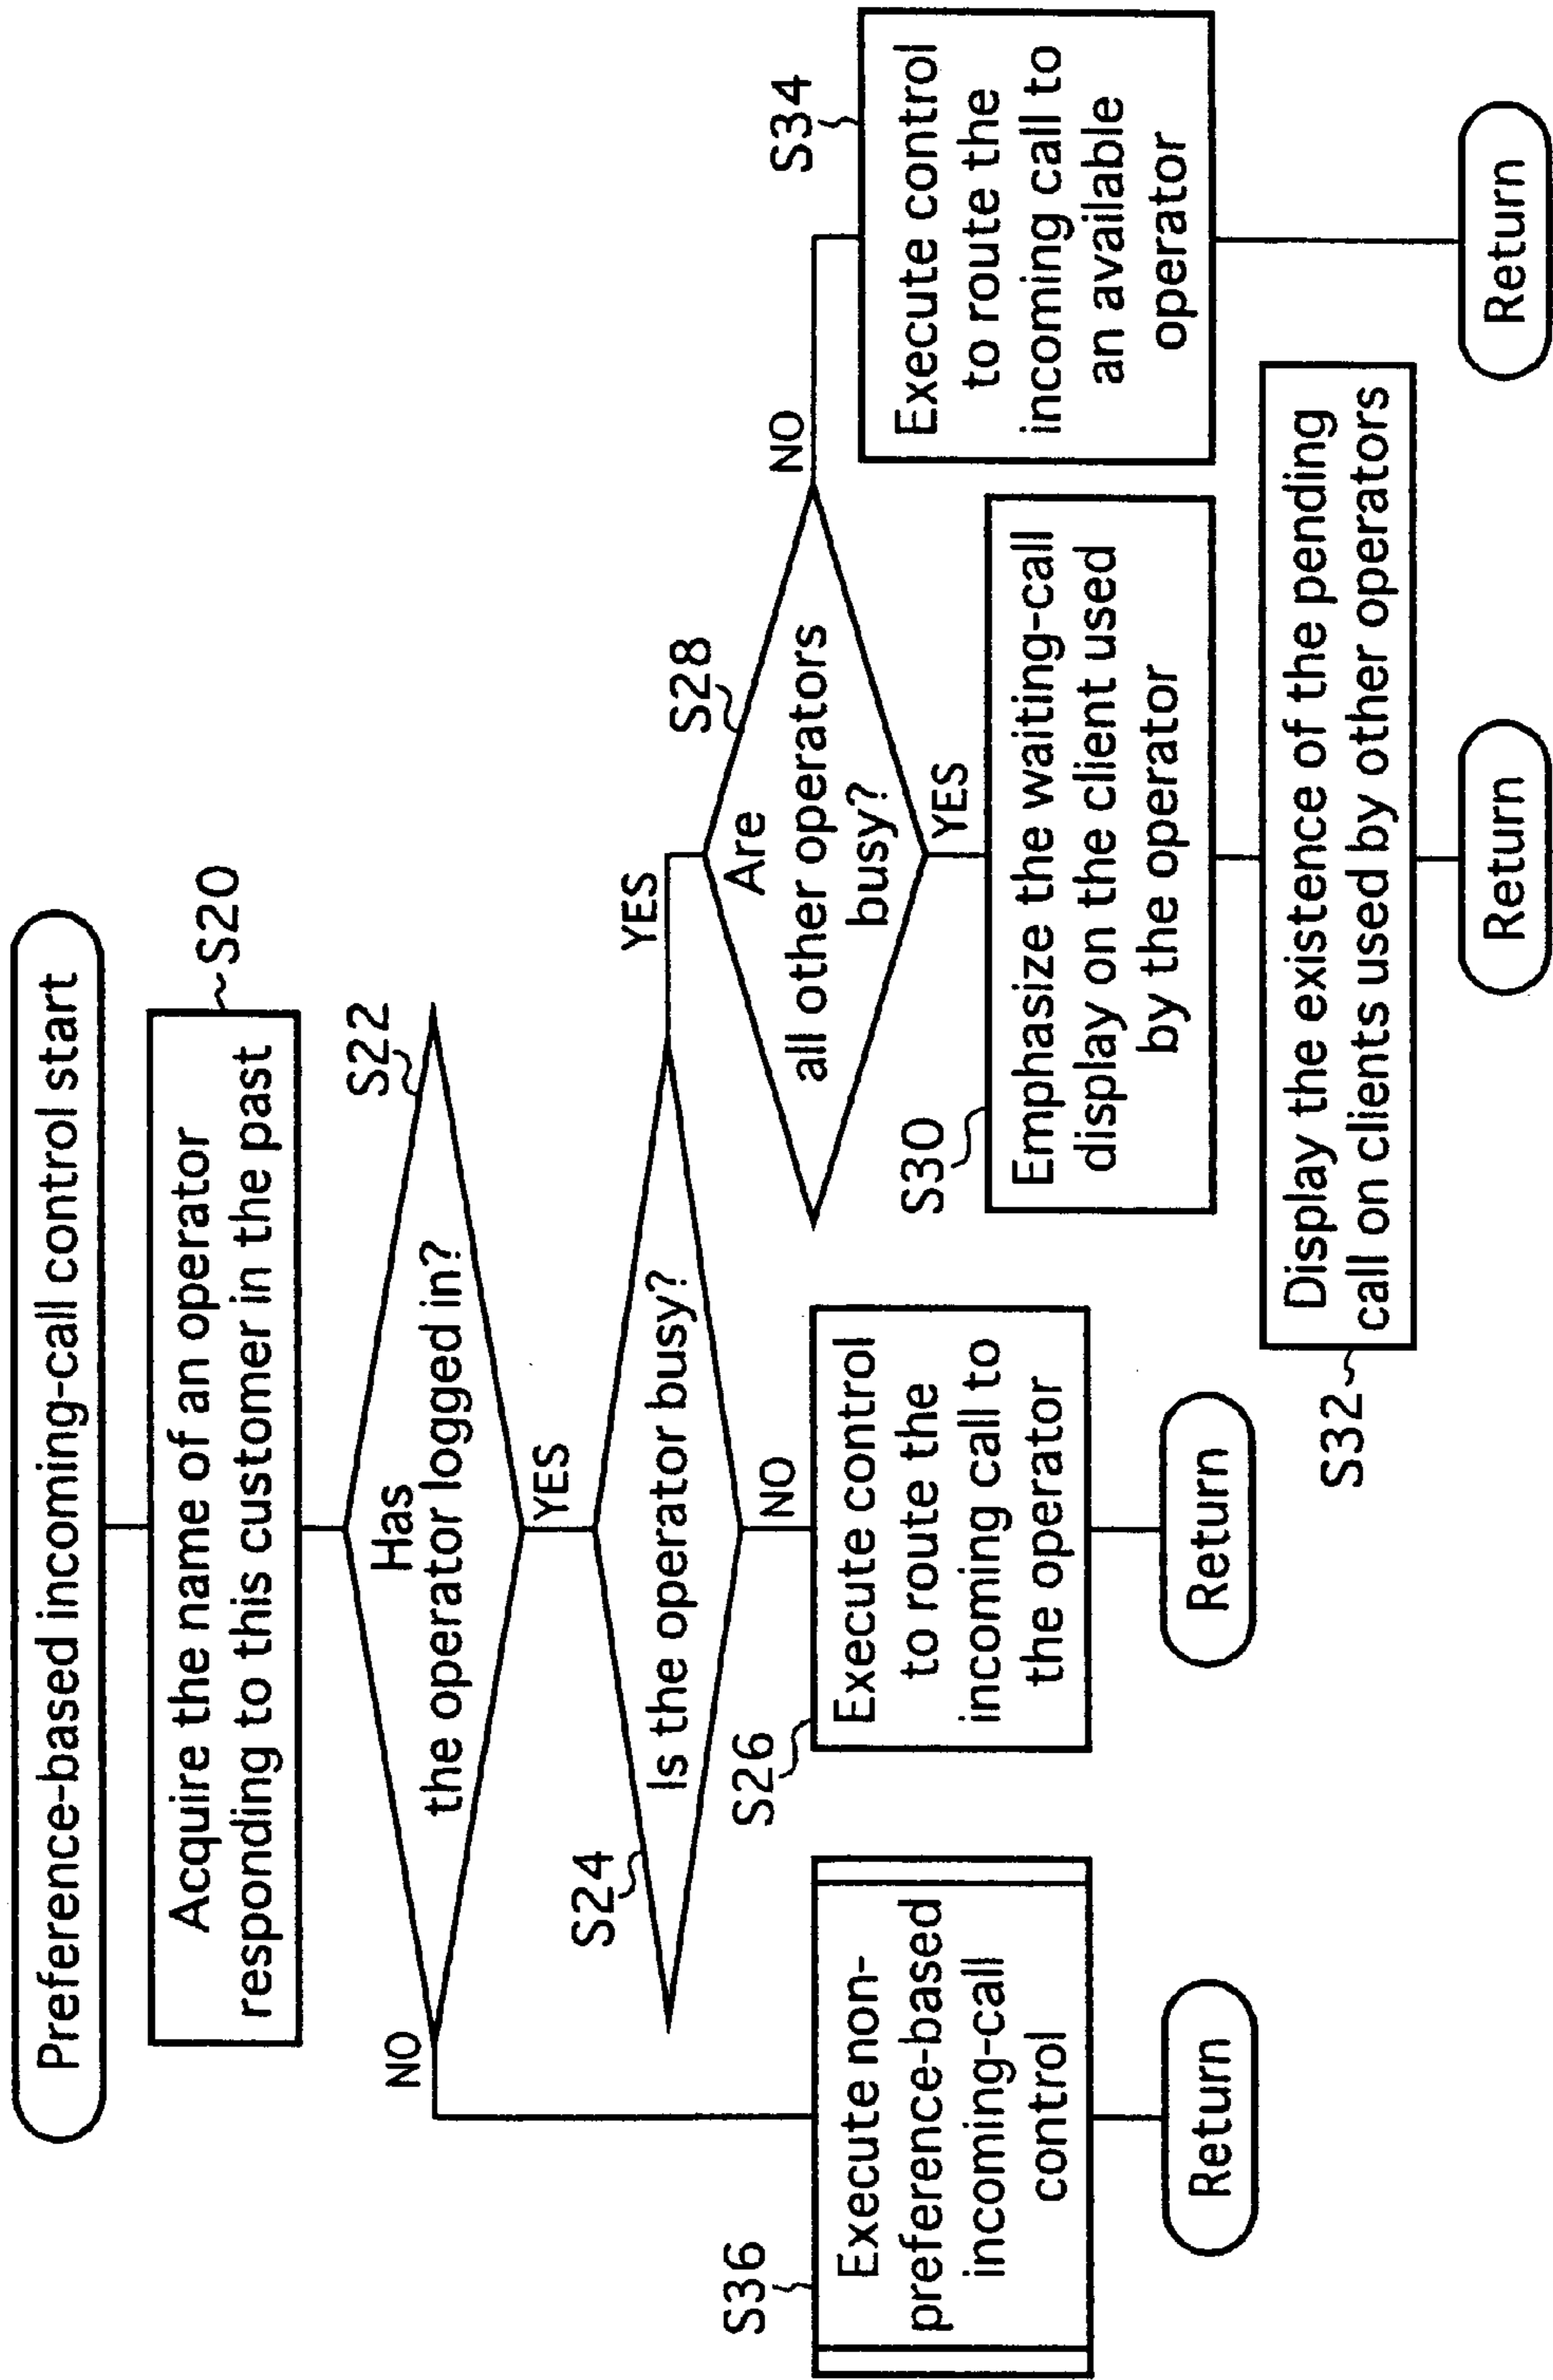 Preference-based incoming-call control start
Acquire the name of an operator
responding to this customer in the past
S20
S22
Has
the operator logged in?
NO
YES
S24
Is the operator busy?
YES
NO
S28
Are
all other operators
busy?
NO
YES
S36
Execute non-
preference-based
incoming-call
control
Return
S26
Execute control
to route the
incoming call to
the operator
Return
S30
Emphasize the waiting-call
display on the client used
by the operator
S32
Display the existence of the pending
call on clients used by other operators
Return
S34
Execute control
to route the
incoming call to
an available
operator
Return